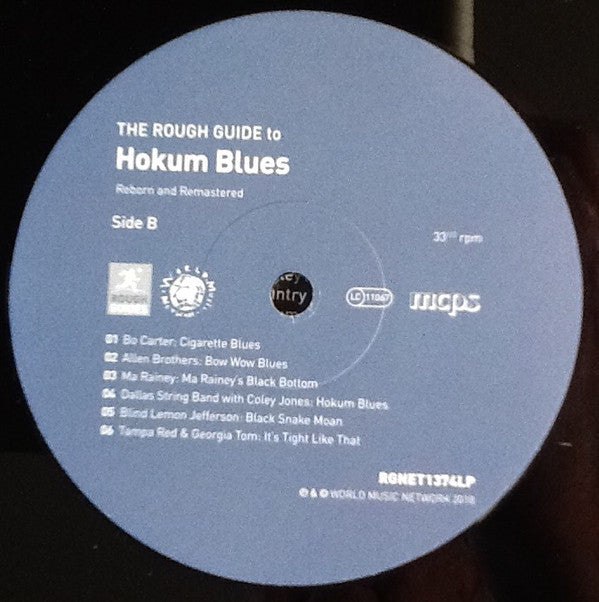 THE ROUGH GUIDE to
Hokum Blues
Reborn and Remastered
Side B
33 rpm
ROUGH
LC 11067
mcps
intry
01 Bo Carter: Cigarette Blues
02 Allen Brothers: Bow Wow Blues
03 Ma Rainey: Ma Rainey's Black Bottom
04 Dallas String Band with Coley Jones: Hokum Blues
05 Blind Lemon Jefferson: Black Snake Moan
06 Tampa Red & Georgia Tom: It's Tight Like That
RGNET1374LP
℗ & © WORLD MUSIC NETWORK 2018